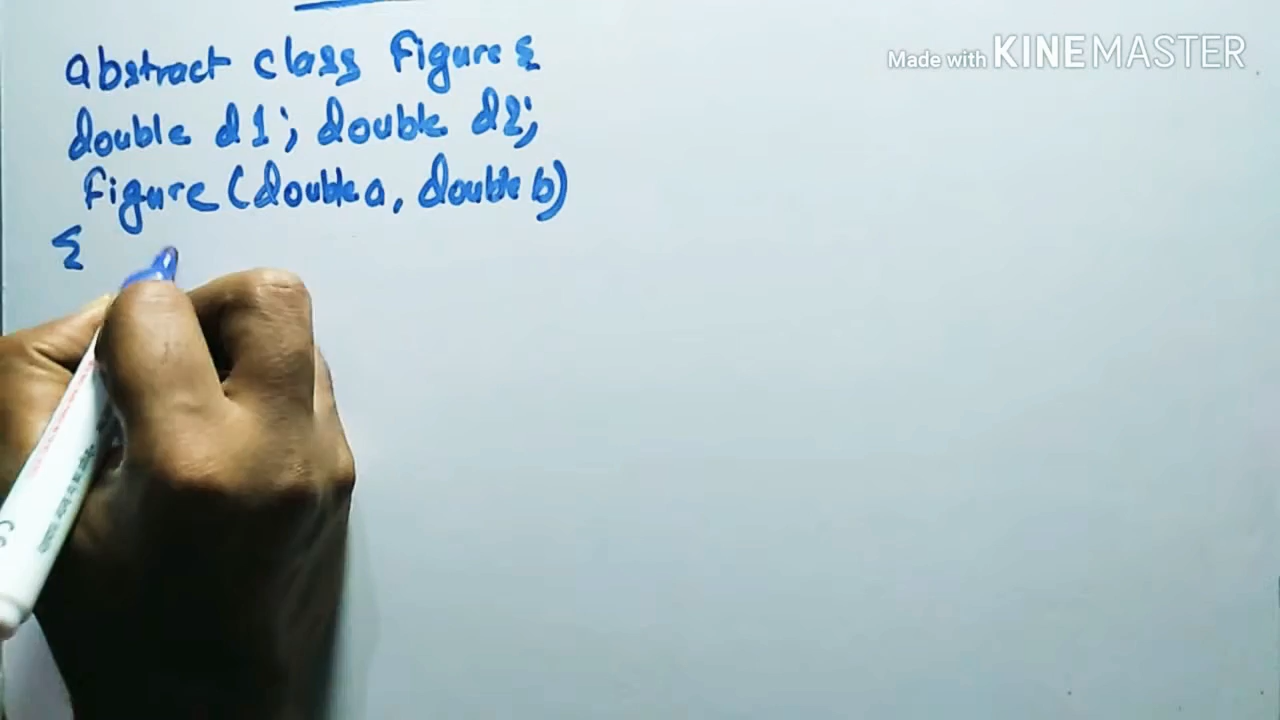 abstract class Figure {
double d1; double d2;
Figure (double a, double b)
{
Made with KINEMASTER